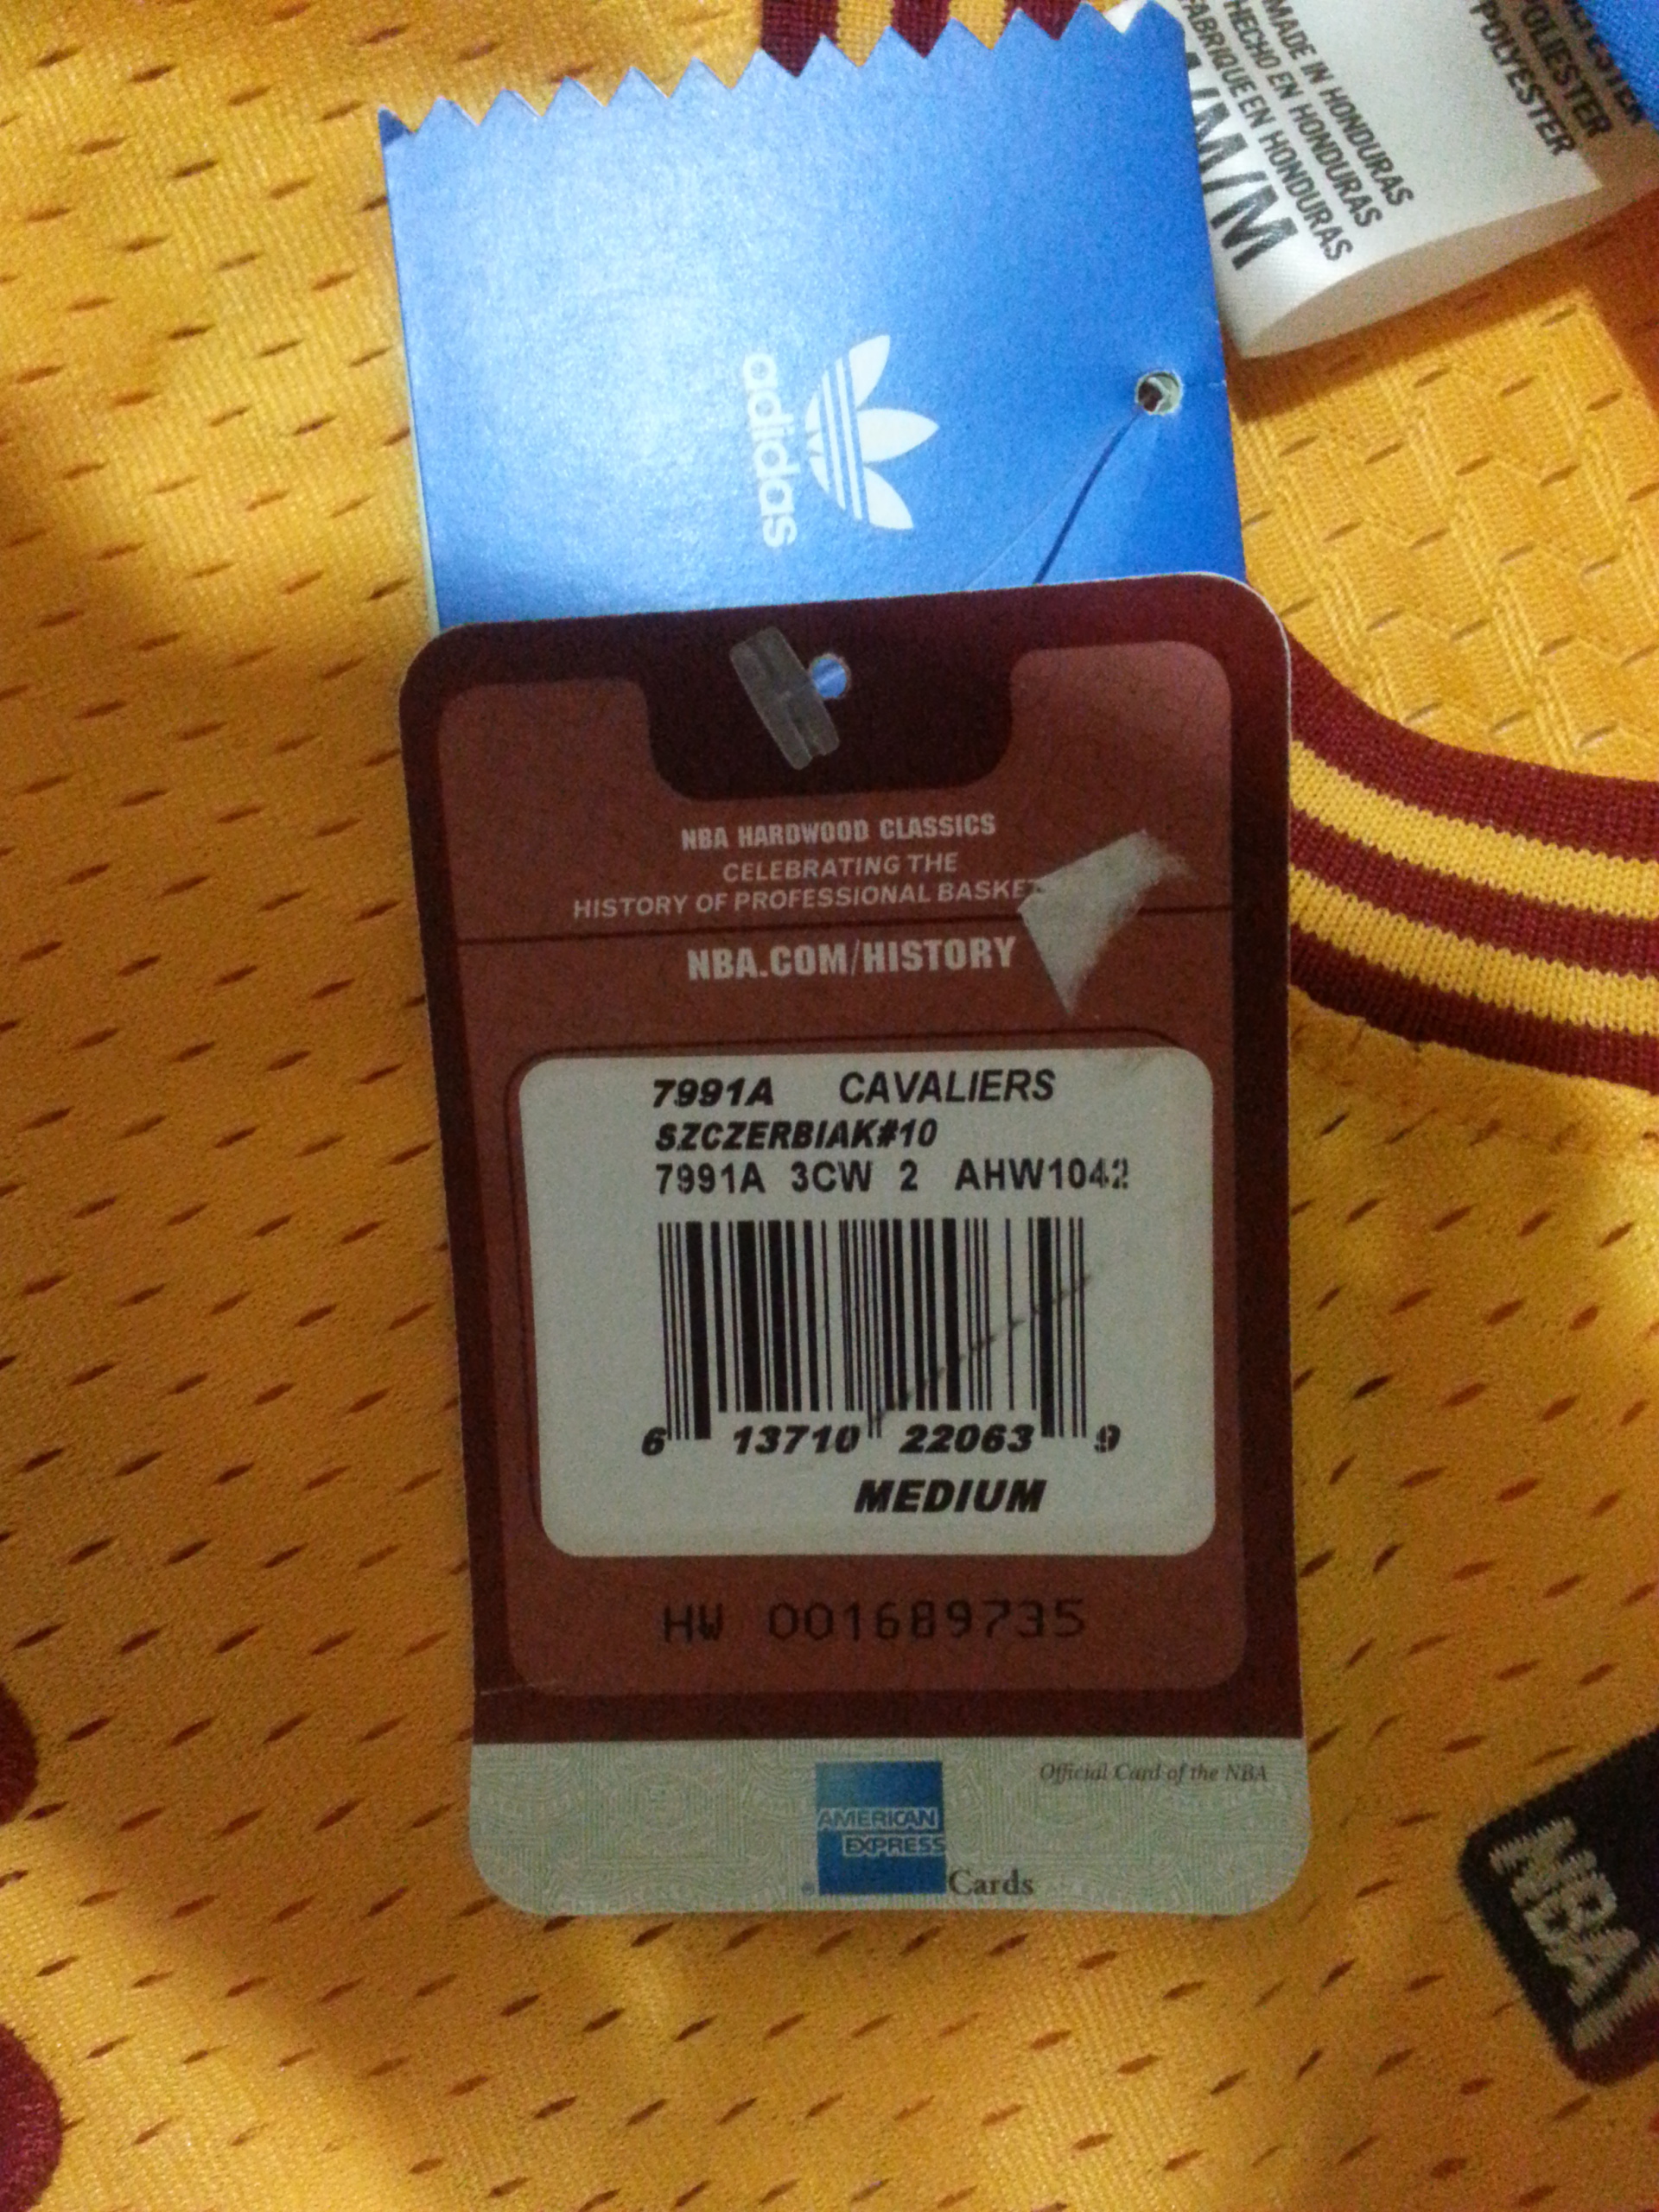 MADE IN HONDURAS
HECHO EN HONDURAS
FABRIQUE EN HONDURAS
M/M
POLIESTER
POLYESTER
adidas
NBA HARDWOOD CLASSICS
CELEBRATING THE
HISTORY OF PROFESSIONAL
NBA.COM/HISTORY
7991A CAVALIERS
SZCZERBIAK#10
7991A 3CW 2 AHW1042
6 13710 22063 9
MEDIUM
HW 001689735
Official Card of the NBA
AMERICAN
EXPRESS
Cards
NBA